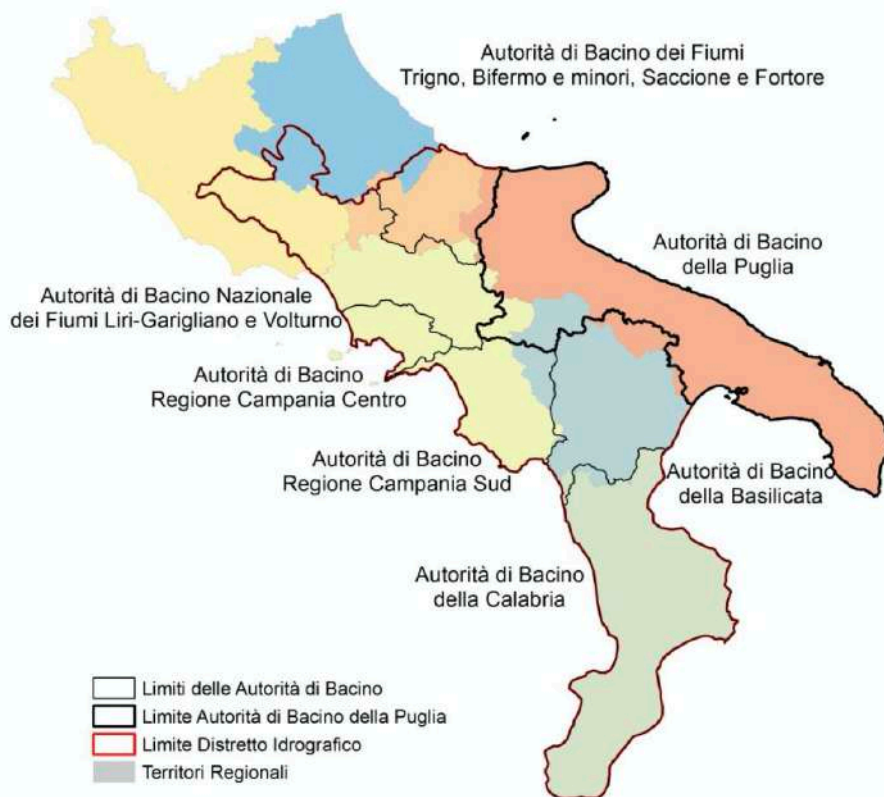 Autorità di Bacino dei Fiumi
Trigno, Bifermo e minori, Saccione e Fortore
Autorità di Bacino
della Puglia
Autorità di Bacino Nazionale
dei Fiumi Liri-Garigliano e Volturno
Autorità di Bacino
Regione Campania Centro
Autorità di Bacino
Regione Campania Sud
Autorità di Bacino
della Basilicata
Autorità di Bacino
della Calabria
Limiti delle Autorità di Bacino
Limite Autorità di Bacino della Puglia
Limite Distretto Idrografico
Territori Regionali